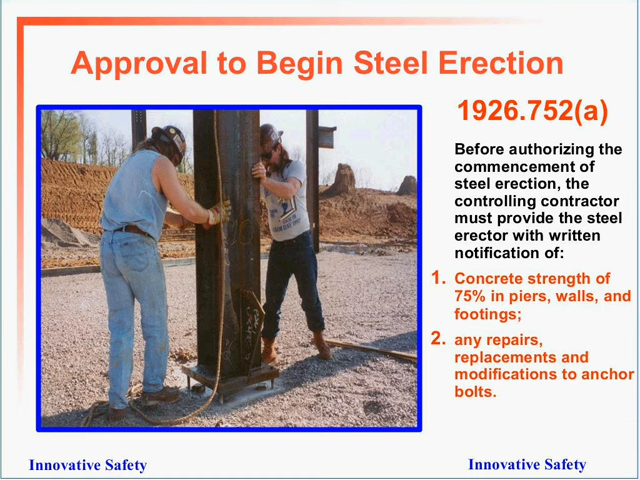 Approval to Begin Steel Erection
1926.752(a)
Before authorizing the
commencement of
steel erection, the
controlling contractor
must provide the steel
erector with written
notification of:
1. Concrete strength of
75% in piers, walls, and
footings;
2. any repairs,
replacements and
modifications to anchor
bolts.
Innovative Safety
Innovative Safety